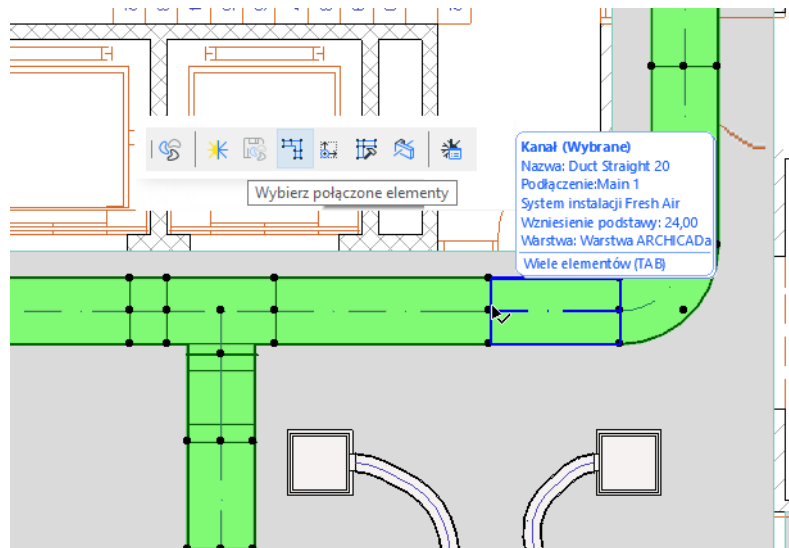 Kanał (Wybrane)
Nazwa: Duct Straight 20
Podłączenie:Main 1
System instalacji Fresh Air
Wzniesienie podstawy: 24,00
Warstwa: Warstwa ARCHICADa
Wiele elementów (TAB)
Wybierz połączone elementy